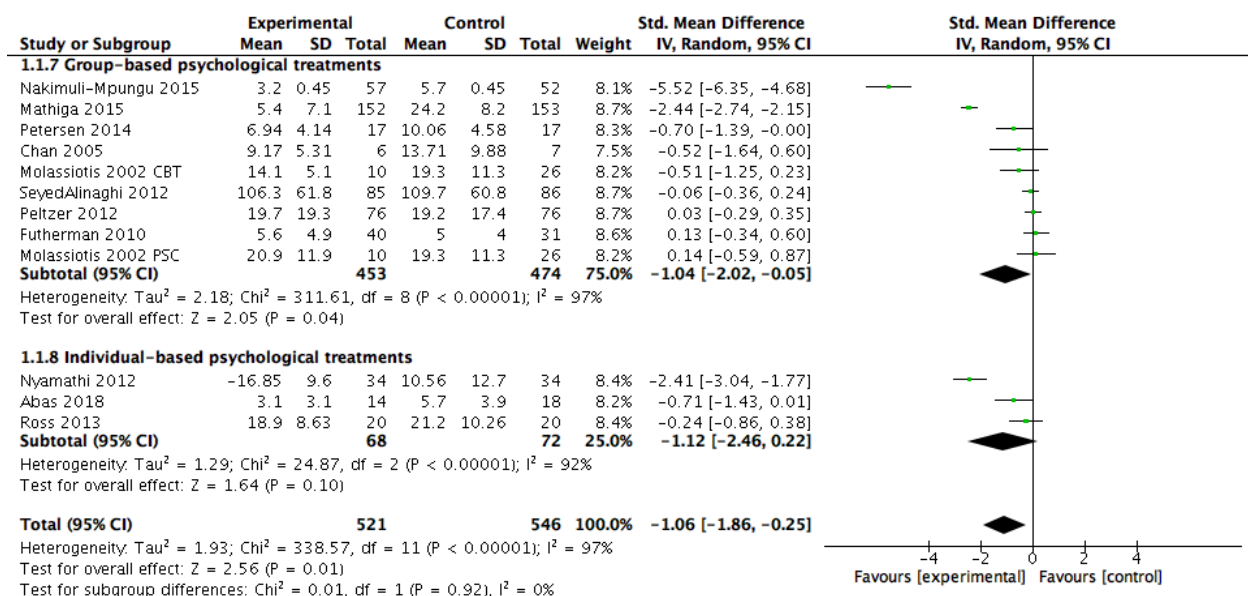 Experimental Control Std. Mean Difference Std. Mean Difference
Study or Subgroup Mean SD Total Mean SD Total Weight IV, Random, 95% CI IV, Random, 95% CI
1.1.7 Group-based psychological treatments
Nakimuli-Mpungu 2015 3.2 0.45 57 5.7 0.45 52 8.1% -5.52 [-6.35, -4.68]
Mathiga 2015 5.4 7.1 152 24.2 8.2 153 8.7% -2.44 [-2.74, -2.15]
Petersen 2014 6.94 4.14 17 10.06 4.58 17 8.3% -0.70 [-1.39, -0.00]
Chan 2005 9.17 5.31 6 13.71 9.88 7 7.5% -0.52 [-1.64, 0.60]
Molassiotis 2002 CBT 14.1 5.1 10 19.3 11.3 26 8.2% -0.51 [-1.25, 0.23]
SeyedAlinaghi 2012 106.3 61.8 85 109.7 60.8 86 8.7% -0.06 [-0.36, 0.24]
Peltzer 2012 19.7 19.3 76 19.2 17.4 76 8.7% 0.03 [-0.29, 0.35]
Futherman 2010 5.6 4.9 40 5 4 31 8.6% 0.13 [-0.34, 0.60]
Molassiotis 2002 PSC 20.9 11.9 10 19.3 11.3 26 8.2% 0.14 [-0.59, 0.87]
Subtotal (95% CI) 453 474 75.0% -1.04 [-2.02, -0.05]
Heterogeneity: Tau² = 2.18; Chi² = 311.61, df = 8 (P < 0.00001); I² = 97%
Test for overall effect: Z = 2.05 (P = 0.04)
1.1.8 Individual-based psychological treatments
Nyamathi 2012 -16.85 9.6 34 10.56 12.7 34 8.4% -2.41 [-3.04, -1.77]
Abas 2018 3.1 3.1 14 5.7 3.9 18 8.2% -0.71 [-1.43, 0.01]
Ross 2013 18.9 8.63 20 21.2 10.26 20 8.4% -0.24 [-0.86, 0.38]
Subtotal (95% CI) 68 72 25.0% -1.12 [-2.46, 0.22]
Heterogeneity: Tau² = 1.29; Chi² = 24.87, df = 2 (P < 0.00001); I² = 92%
Test for overall effect: Z = 1.64 (P = 0.10)
Total (95% CI) 521 546 100.0% -1.06 [-1.86, -0.25]
Heterogeneity: Tau² = 1.93; Chi² = 338.57, df = 11 (P < 0.00001); I² = 97%
Test for overall effect: Z = 2.56 (P = 0.01)
Test for subgroup differences: Chi² = 0.01, df = 1 (P = 0.92), I² = 0%
-4 -2 0 2 4
Favours [experimental] Favours [control]